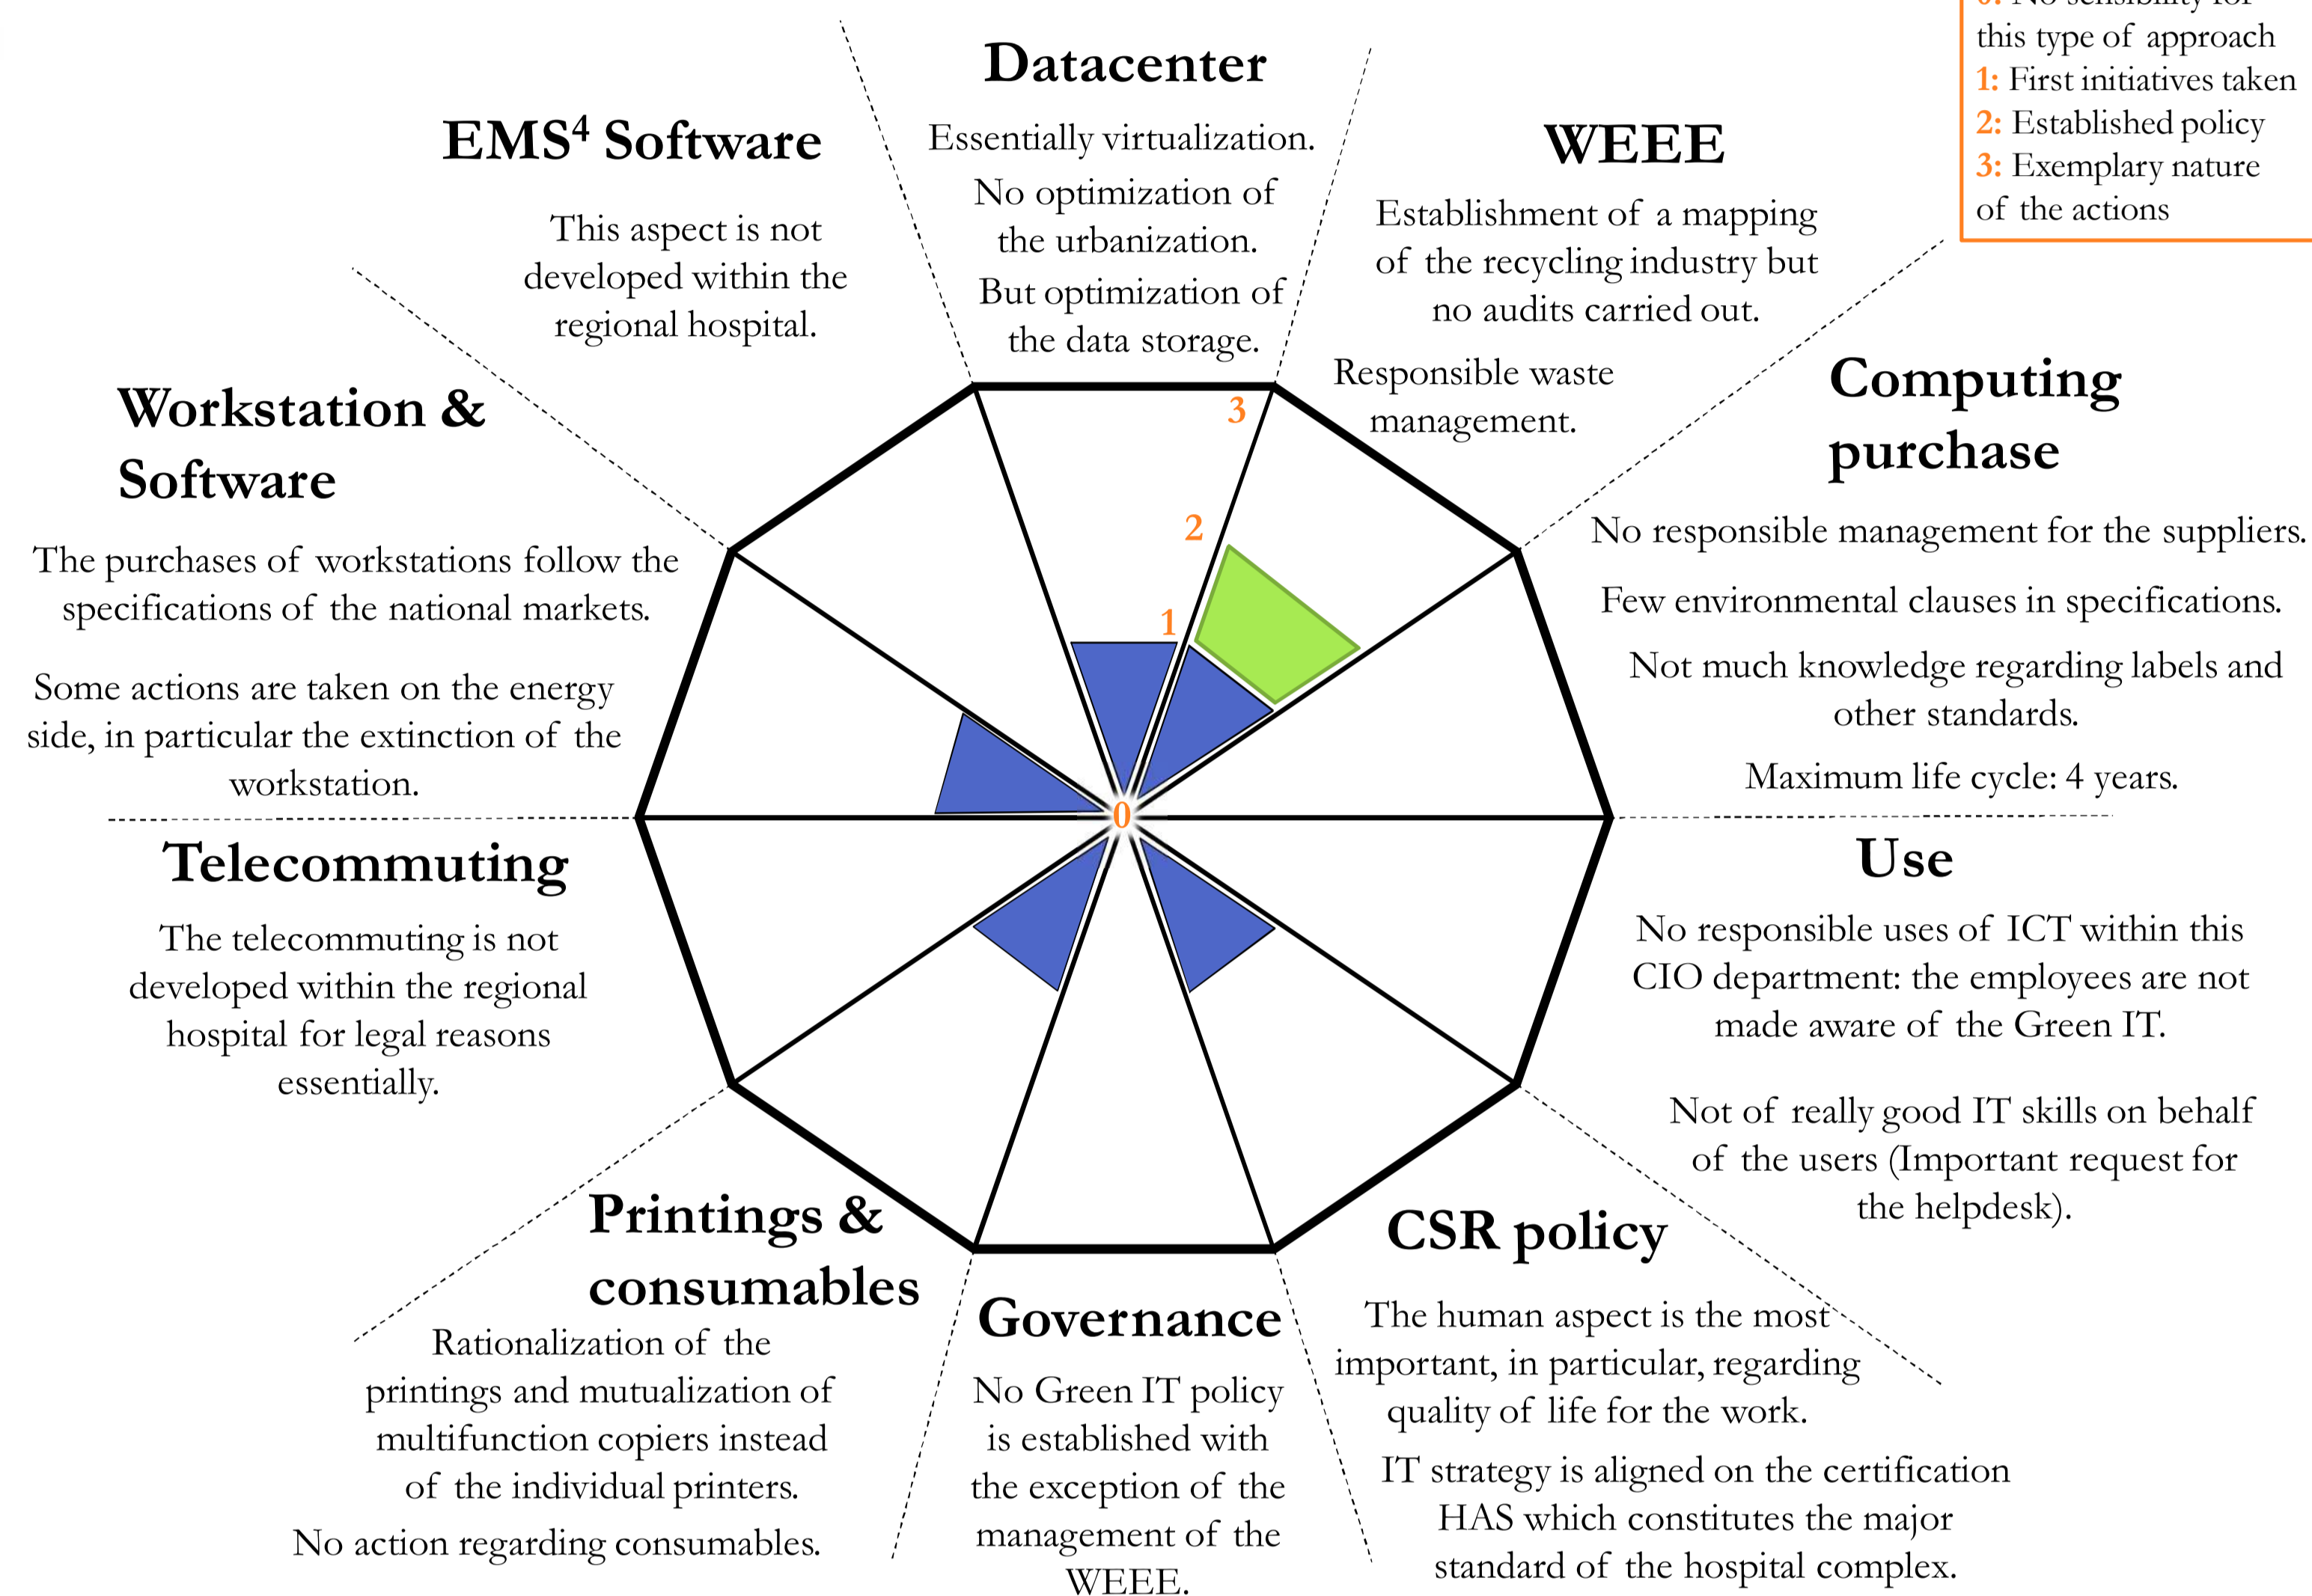 Datacenter
Essentially virtualization.
No optimization of
the urbanization.
But optimization of
the data storage.
EMS⁴ Software
This aspect is not
developed within the
regional hospital.
WEEE
Establishment of a mapping
of the recycling industry but
no audits carried out.
Responsible waste
management.
0: No sensibility for
this type of approach
1: First initiatives taken
2: Established policy
3: Exemplary nature
of the actions
Workstation &
Software
The purchases of workstations follow the
specifications of the national markets.
Some actions are taken on the energy
side, in particular the extinction of the
workstation.
3
2
1
0
Computing
purchase
No responsible management for the suppliers.
Few environmental clauses in specifications.
Not much knowledge regarding labels and
other standards.
Maximum life cycle: 4 years.
Telecommuting
The telecommuting is not
developed within the regional
hospital for legal reasons
essentially.
Use
No responsible uses of ICT within this
CIO department: the employees are not
made aware of the Green IT.
Not of really good IT skills on behalf
of the users (Important request for
the helpdesk).
Printings &
consumables
Rationalization of the
printings and mutualization of
multifunction copiers instead
of the individual printers.
No action regarding consumables.
Governance
No Green IT policy
is established with
the exception of the
management of the
WEEE.
CSR policy
The human aspect is the most
important, in particular, regarding
quality of life for the work.
IT strategy is aligned on the certification
HAS which constitutes the major
standard of the hospital complex.